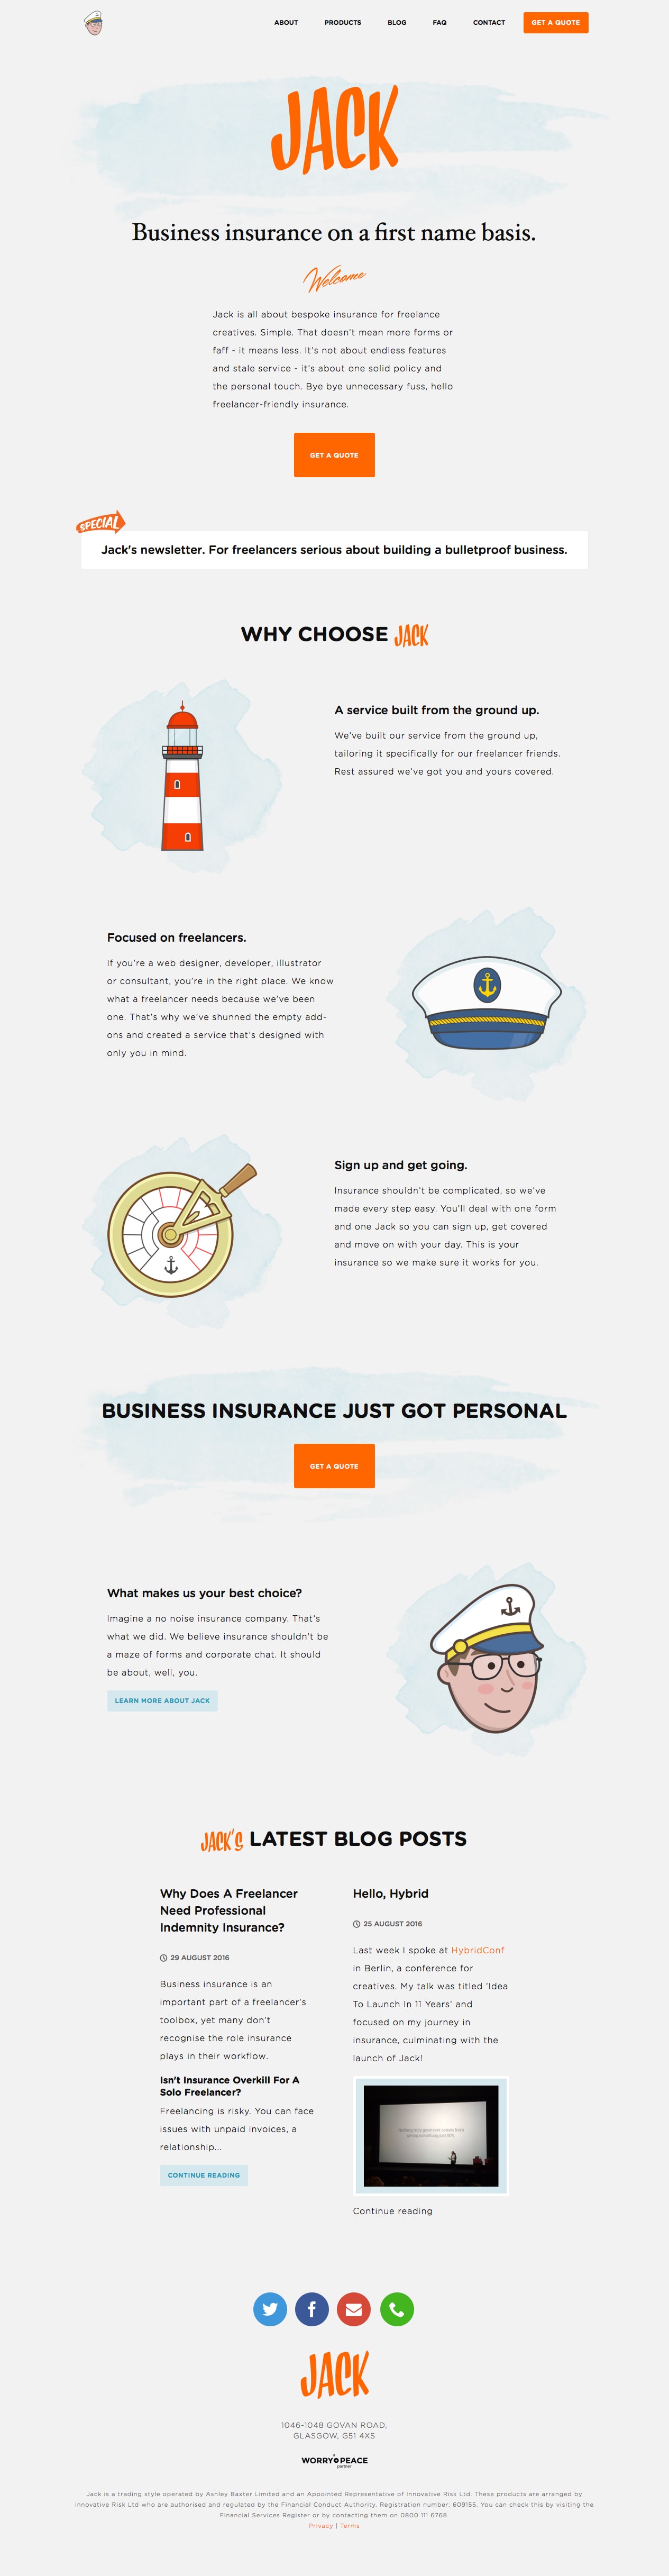 ABOUT
PRODUCTS
BLOG
FAQ
CONTACT
GET A QUOTE
JACK
Business insurance on a first name basis.
Welcome
Jack is all about bespoke insurance for freelance
creatives. Simple. That doesn't mean more forms or
faff - it means less. It's not about endless features
and stale service - it's about one solid policy and
the personal touch. Bye bye unnecessary fuss, hello
freelancer-friendly insurance.
GET A QUOTE
SPECIAL
Jack's newsletter. For freelancers serious about building a bulletproof business.
WHY CHOOSE JACK
A service built from the ground up.
We've built our service from the ground up,
tailoring it specifically for our freelancer friends.
Rest assured we've got you and yours covered.
Focused on freelancers.
If you're a web designer, developer, illustrator
or consultant, you're in the right place. We know
what a freelancer needs because we've been
one. That's why we've shunned the empty add-
ons and created a service that's designed with
only you in mind.
Sign up and get going.
Insurance shouldn't be complicated, so we've
made every step easy. You'll deal with one form
and one Jack so you can sign up, get covered
and move on with your day. This is your
insurance so we make sure it works for you.
BUSINESS INSURANCE JUST GOT PERSONAL
GET A QUOTE
What makes us your best choice?
Imagine a no noise insurance company. That's
what we did. We believe insurance shouldn't be
a maze of forms and corporate chat. It should
be about, well, you.
LEARN MORE ABOUT JACK
JACK'S LATEST BLOG POSTS
Why Does A Freelancer
Need Professional
Indemnity Insurance?
29 AUGUST 2016
Business insurance is an
important part of a freelancer's
toolbox, yet many don't
recognise the role insurance
plays in their workflow.
Isn't Insurance Overkill For A
Solo Freelancer?
Freelancing is risky. You can face
issues with unpaid invoices, a
relationship...
CONTINUE READING
Hello, Hybrid
25 AUGUST 2016
Last week I spoke at HybridConf
in Berlin, a conference for
creatives. My talk was titled 'Idea
To Launch In 11 Years' and
focused on my journey in
insurance, culminating with the
launch of Jack!
Continue reading
JACK
1046-1048 GOVAN ROAD,
GLASGOW, G51 4XS
WORRY PEACE
partner
Jack is a trading style operated by Ashley Baxter Limited and an Appointed Representative of Innovative Risk Ltd. These products are arranged by
Innovative Risk Ltd who are authorised and regulated by the Financial Conduct Authority. Registration number: 609155. You can check this by visiting the
Financial Services Register or by contacting them on 0800 111 6768.
Privacy | Terms